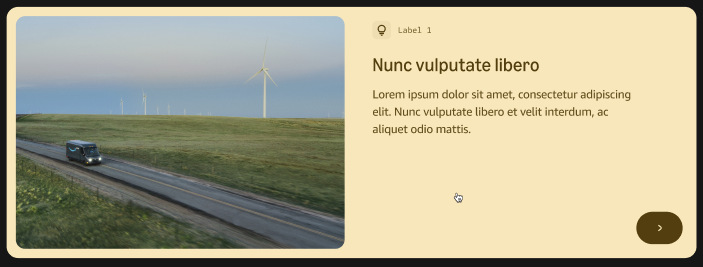 Label 1
Nunc vulputate libero
Lorem ipsum dolor sit amet, consectetur adipiscing
elit. Nunc vulputate libero et velit interdum, ac
aliquet odio mattis.